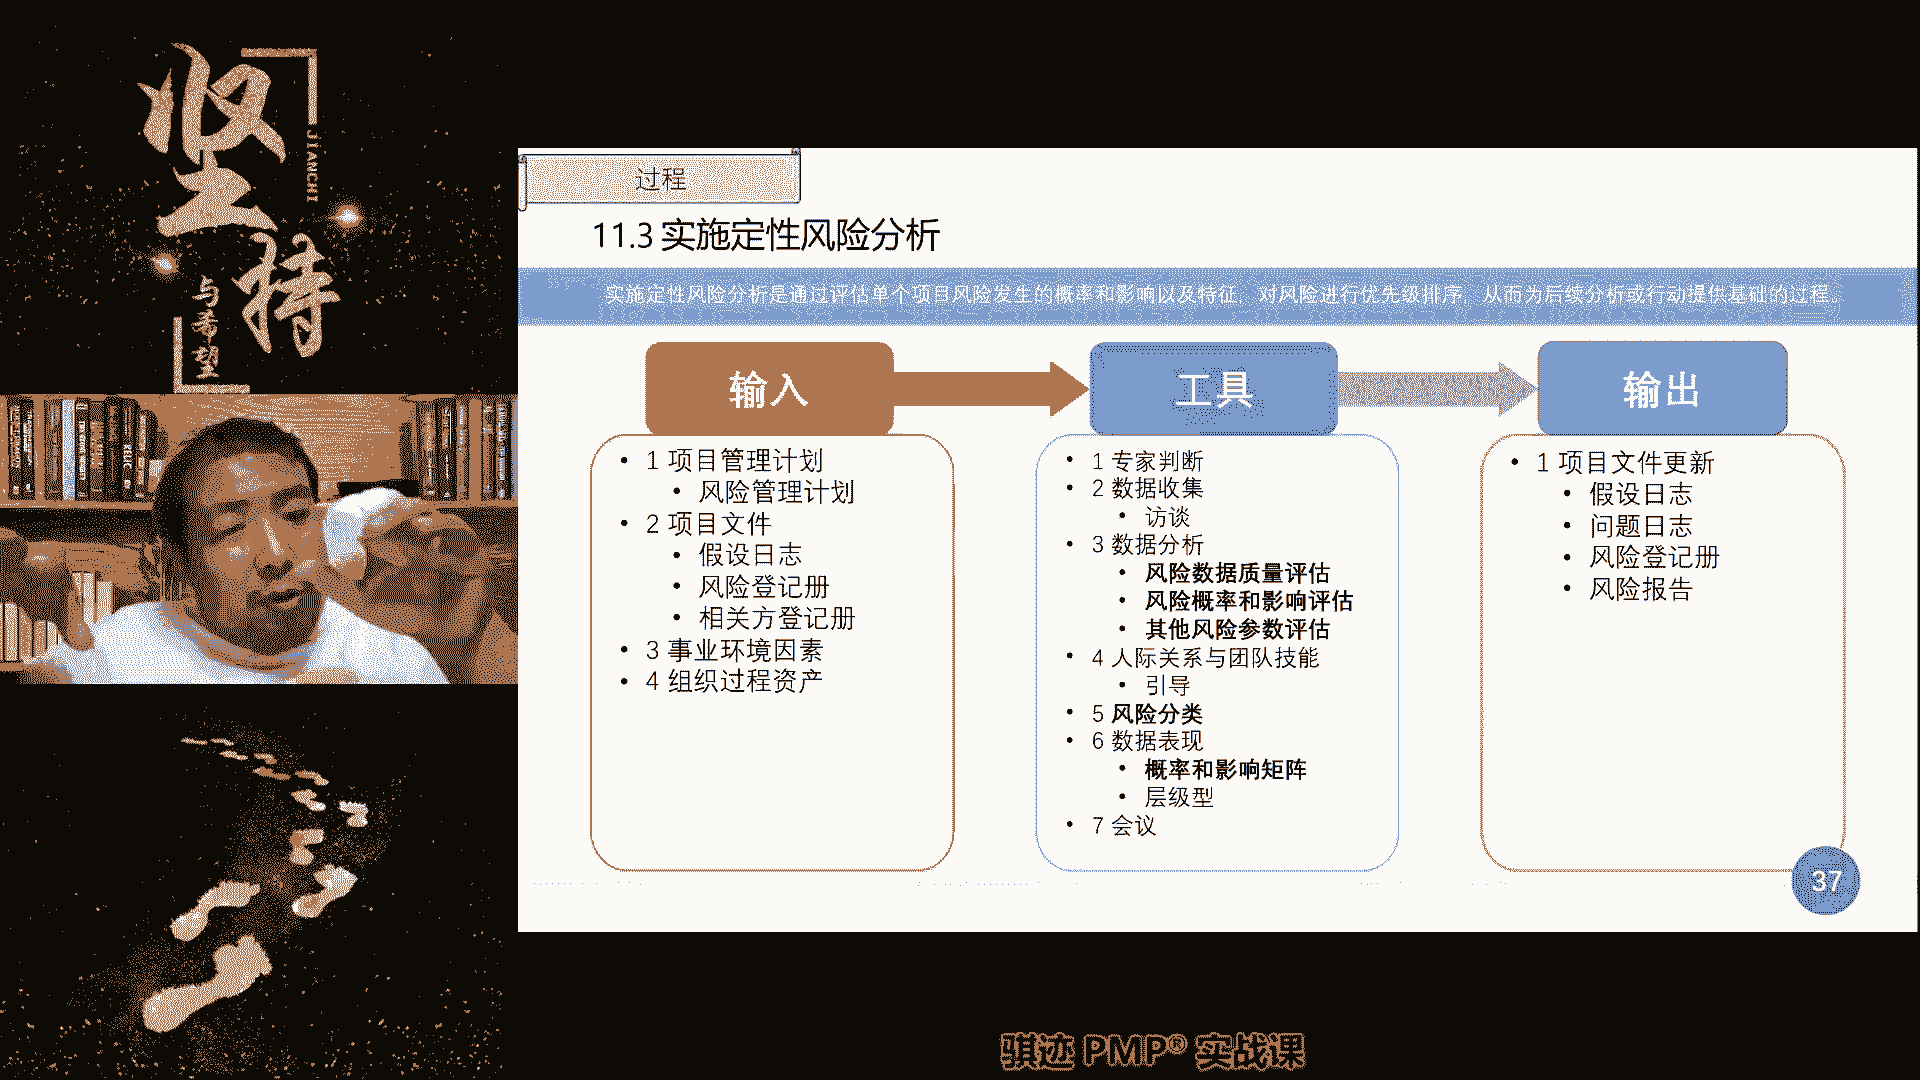 坚持
JIANCHI
与希望
过程
11.3 实施定性风险分析
实施定性风险分析是通过评估单个项目风险发生的概率和影响以及特征，对风险进行优先级排序，从而为后续分析或行动提供基础的过程。
输入
• 1 项目管理计划
• 风险管理计划
• 2 项目文件
• 假设日志
• 风险登记册
• 相关方登记册
• 3 事业环境因素
• 4 组织过程资产
工具
• 1 专家判断
• 2 数据收集
• 访谈
• 3 数据分析
• 风险数据质量评估
• 风险概率和影响评估
• 其他风险参数评估
• 4 人际关系与团队技能
• 引导
• 5 风险分类
• 6 数据表现
• 概率和影响矩阵
• 层级型
• 7 会议
输出
• 1 项目文件更新
• 假设日志
• 问题日志
• 风险登记册
• 风险报告
37
骐迹 PMP® 实战课